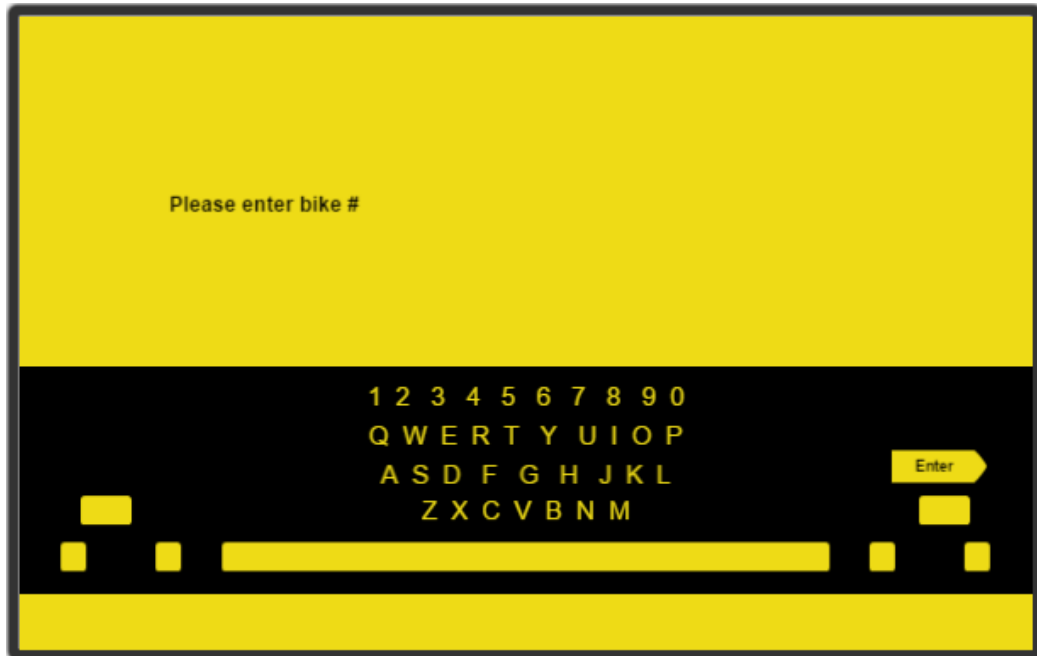 Please enter bike #
1 2 3 4 5 6 7 8 9 0
Q W E R T Y U I O P
A S D F G H J K L
Enter
Z X C V B N M